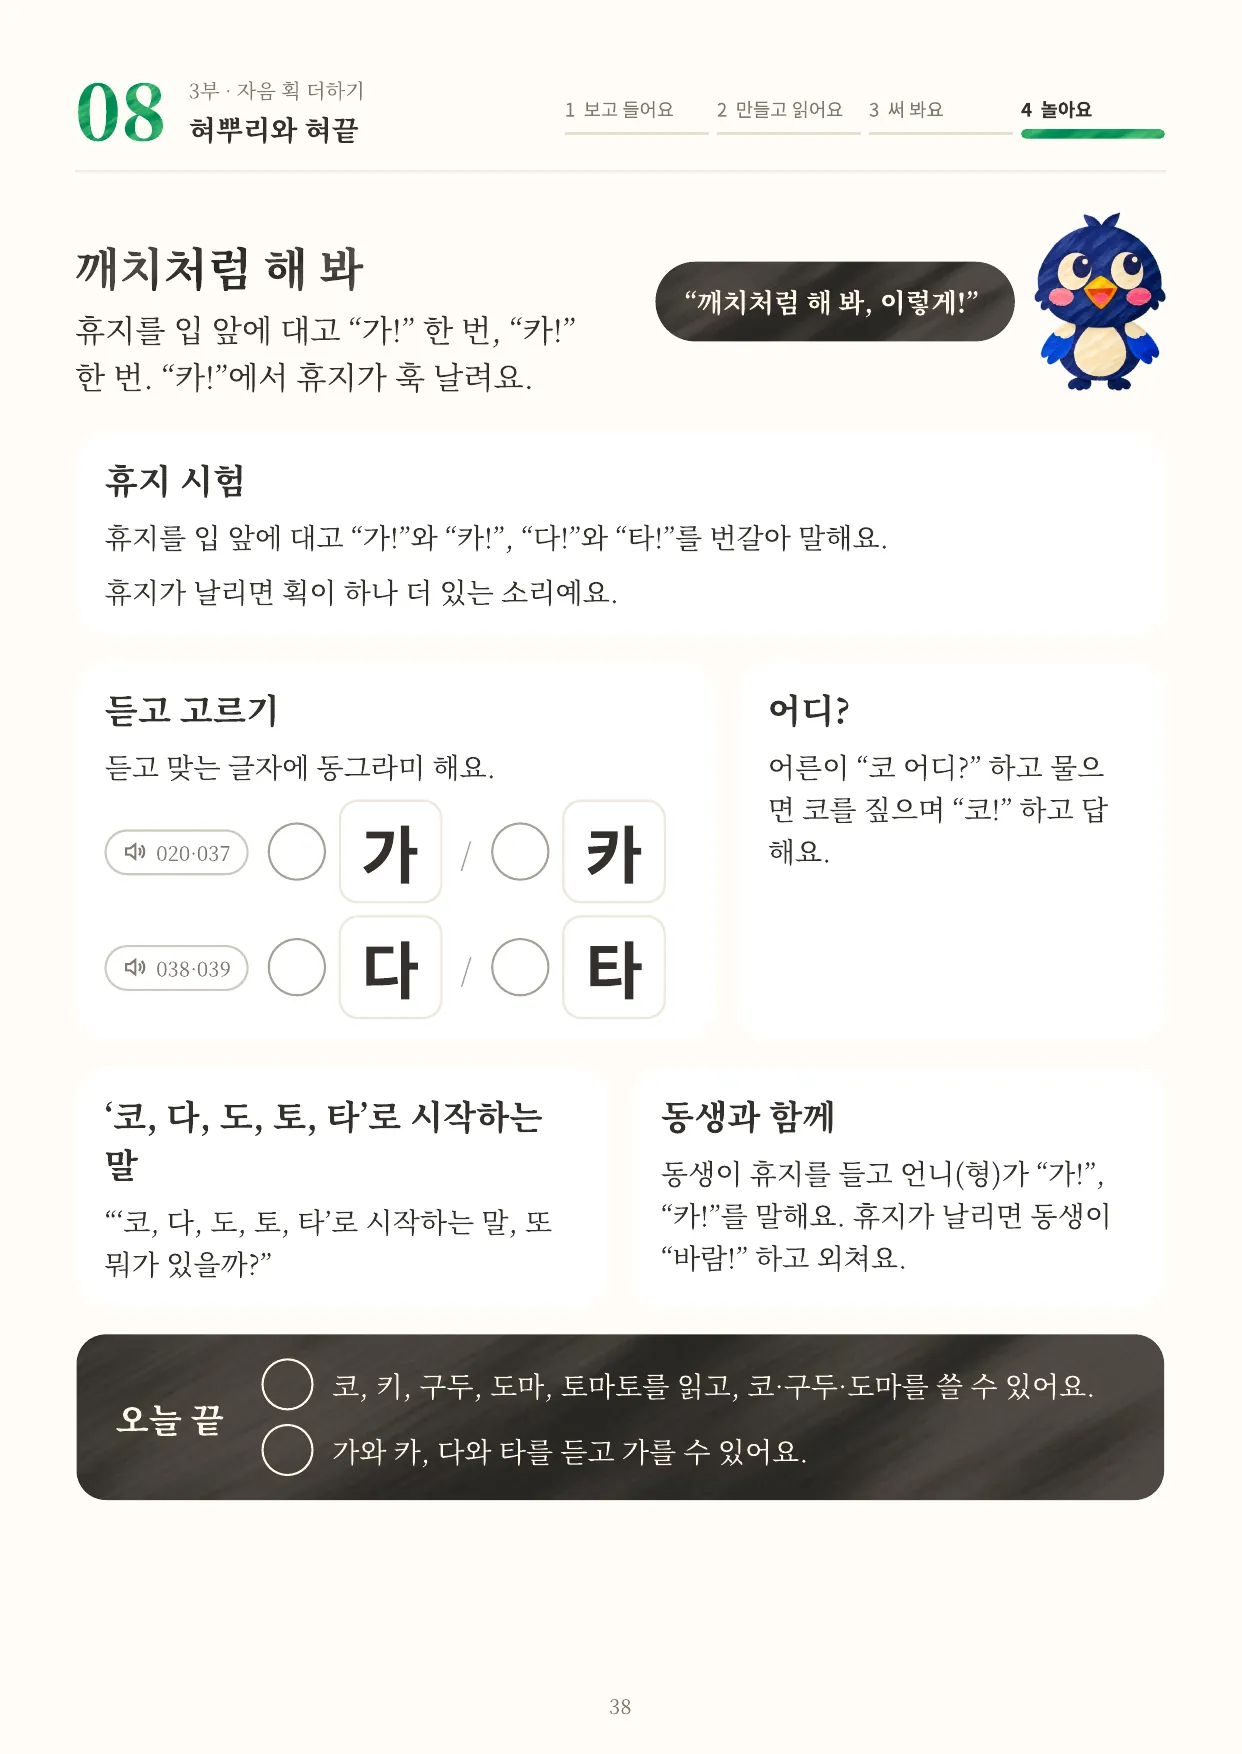 08
3부 · 자음 획 더하기
혀뿌리와 혀끝
1 보고 들어요
2 만들고 읽어요
3 써 봐요
4 놀아요
깨치처럼 해 봐
휴지를 입 앞에 대고 “가!” 한 번, “카!”
한 번. “카!”에서 휴지가 훅 날려요.
“깨치처럼 해 봐, 이렇게!”
휴지 시험
휴지를 입 앞에 대고 “가!”와 “카!”, “다!”와 “타!”를 번갈아 말해요.
휴지가 날리면 획이 하나 더 있는 소리예요.
듣고 고르기
듣고 맞는 글자에 동그라미 해요.
020·037 가 / 카
038·039 다 / 타
어디?
어른이 “코 어디?” 하고 물으
면 코를 짚으며 “코!” 하고 답
해요.
‘코, 다, 도, 토, 타’로 시작하는
말
“‘코, 다, 도, 토, 타’로 시작하는 말, 또
뭐가 있을까?”
동생과 함께
동생이 휴지를 들고 언니(형)가 “가!”,
“카!”를 말해요. 휴지가 날리면 동생이
“바람!” 하고 외쳐요.
오늘 끝
코, 키, 구두, 도마, 토마토를 읽고, 코·구두·도마를 쓸 수 있어요.
가와 카, 다와 타를 듣고 가를 수 있어요.
38